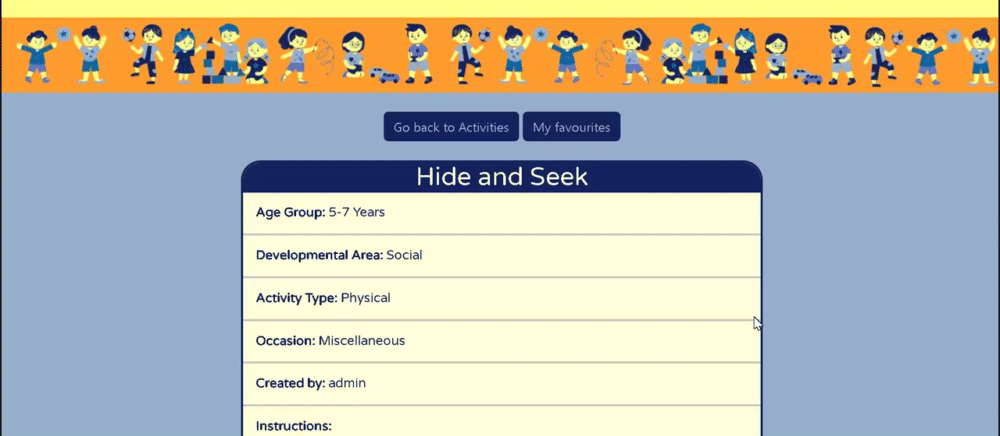 Go back to Activities
My favourites
Hide and Seek
Age Group: 5-7 Years
Developmental Area: Social
Activity Type: Physical
Occasion: Miscellaneous
Created by: admin
Instructions: